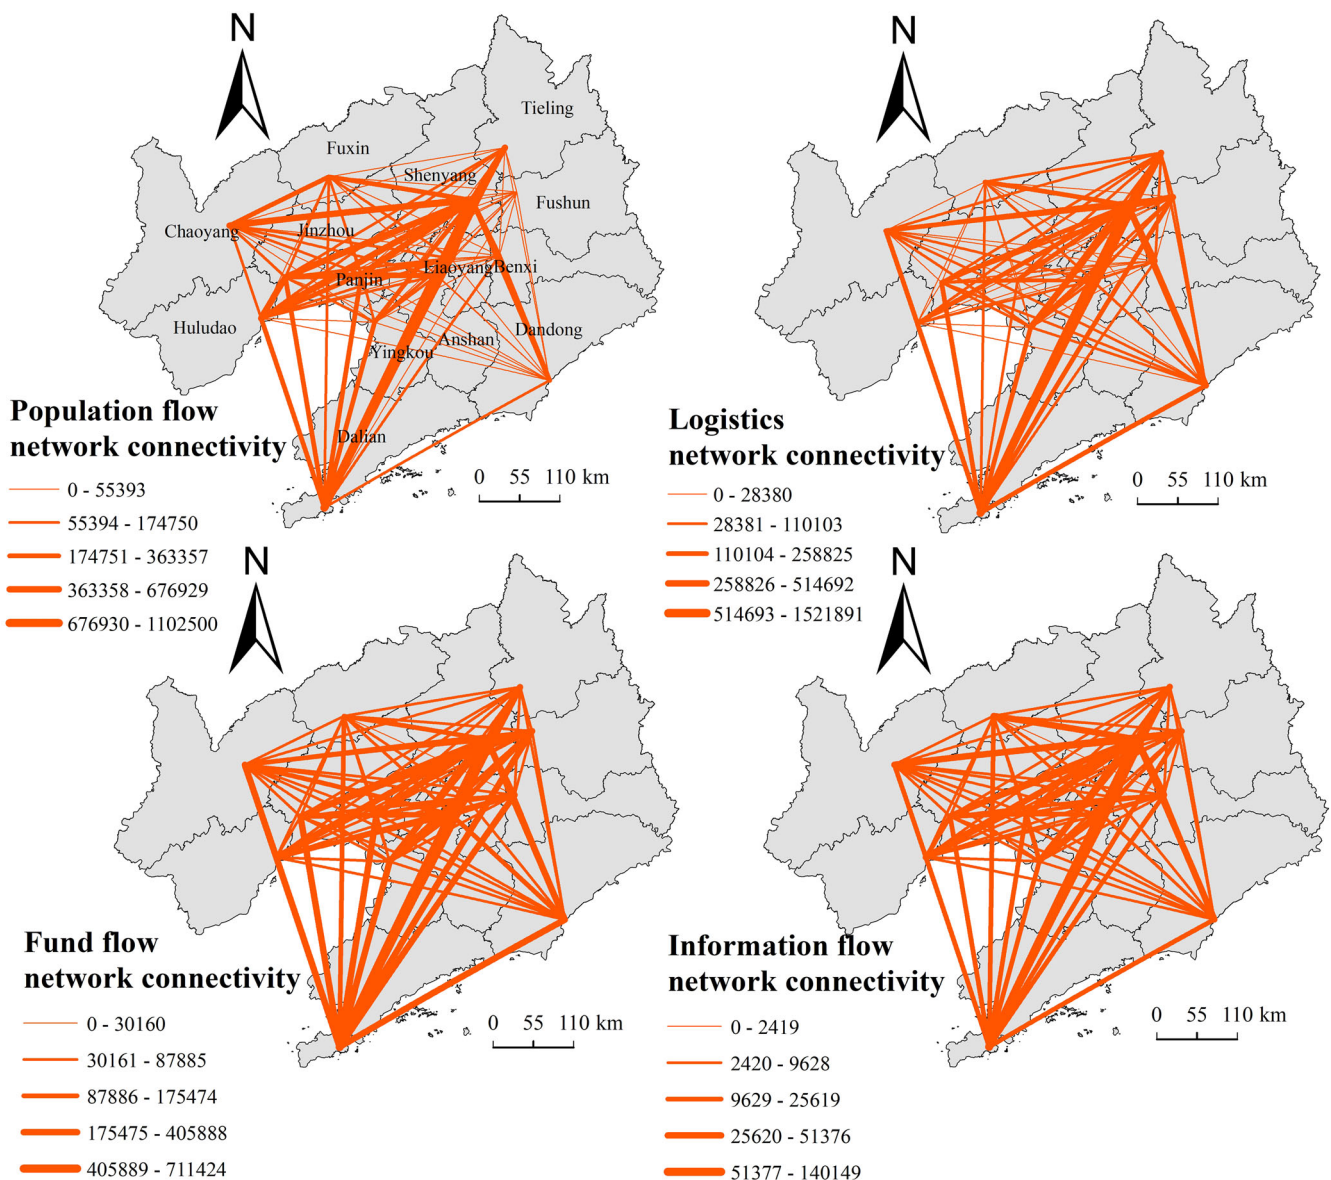 N
Tieling
Fuxin
Shenyang
Fushun
Chaoyang
Jinzhou
Liaoyang
Benxi
Panjin
Huludao
Dandong
Anshan
Yingkou
Dalian
Population flow
network connectivity
0 - 55393
55394 - 174750
174751 - 363357
363358 - 676929
676930 - 1102500
0 55 110 km
N
Logistics
network connectivity
0 - 28380
28381 - 110103
110104 - 258825
258826 - 514692
514693 - 1521891
0 55 110 km
N
Fund flow
network connectivity
0 - 30160
30161 - 87885
87886 - 175474
175475 - 405888
405889 - 711424
0 55 110 km
N
Information flow
network connectivity
0 - 2419
2420 - 9628
9629 - 25619
25620 - 51376
51377 - 140149
0 55 110 km